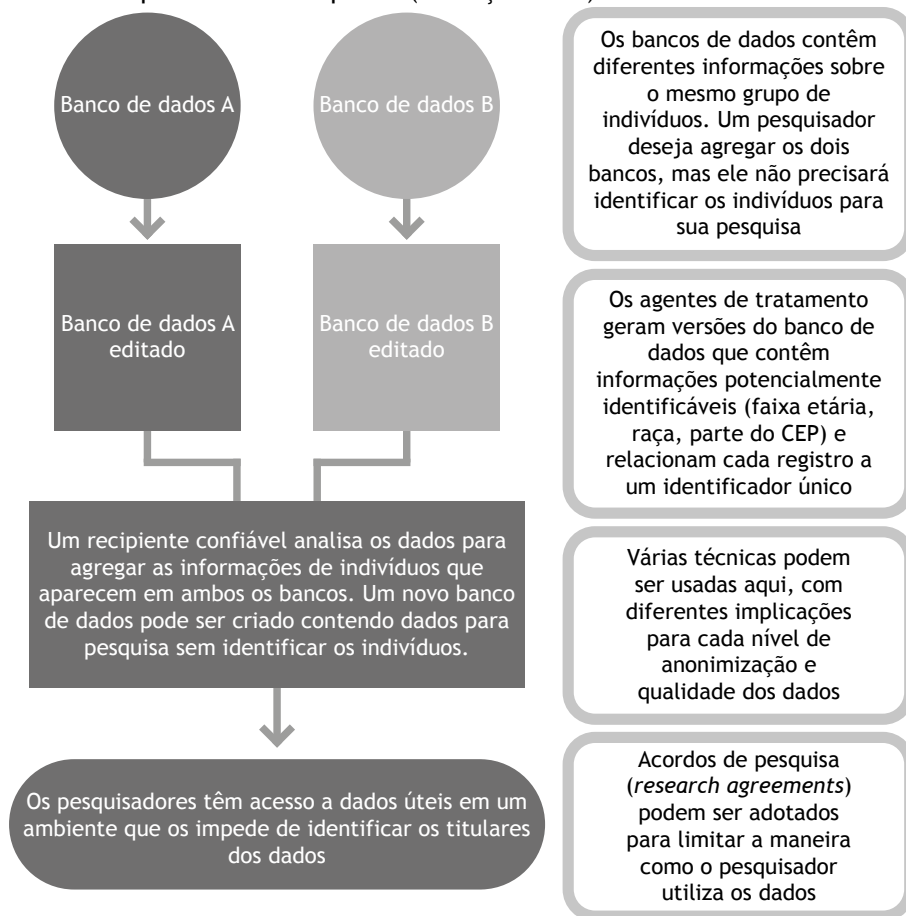 Banco de dados A
Banco de dados B
Os bancos de dados contêm
diferentes informações sobre
o mesmo grupo de
indivíduos. Um pesquisador
deseja agregar os dois
bancos, mas ele não precisará
identificar os indivíduos para
sua pesquisa
Banco de dados A
editado
Banco de dados B
editado
Os agentes de tratamento
geram versões do banco de
dados que contêm
informações potencialmente
identificáveis (faixa etária,
raça, parte do CEP) e
relacionam cada registro a
um identificador único
Um recipiente confiável analisa os dados para
agregar as informações de indivíduos que
aparecem em ambos os bancos. Um novo banco
de dados pode ser criado contendo dados para
pesquisa sem identificar os indivíduos.
Várias técnicas podem
ser usadas aqui, com
diferentes implicações
para cada nível de
anonimização e
qualidade dos dados
Os pesquisadores têm acesso a dados úteis em um
ambiente que os impede de identificar os titulares
dos dados
Acordos de pesquisa
(research agreements)
podem ser adotados
para limitar a maneira
como o pesquisador
utiliza os dados